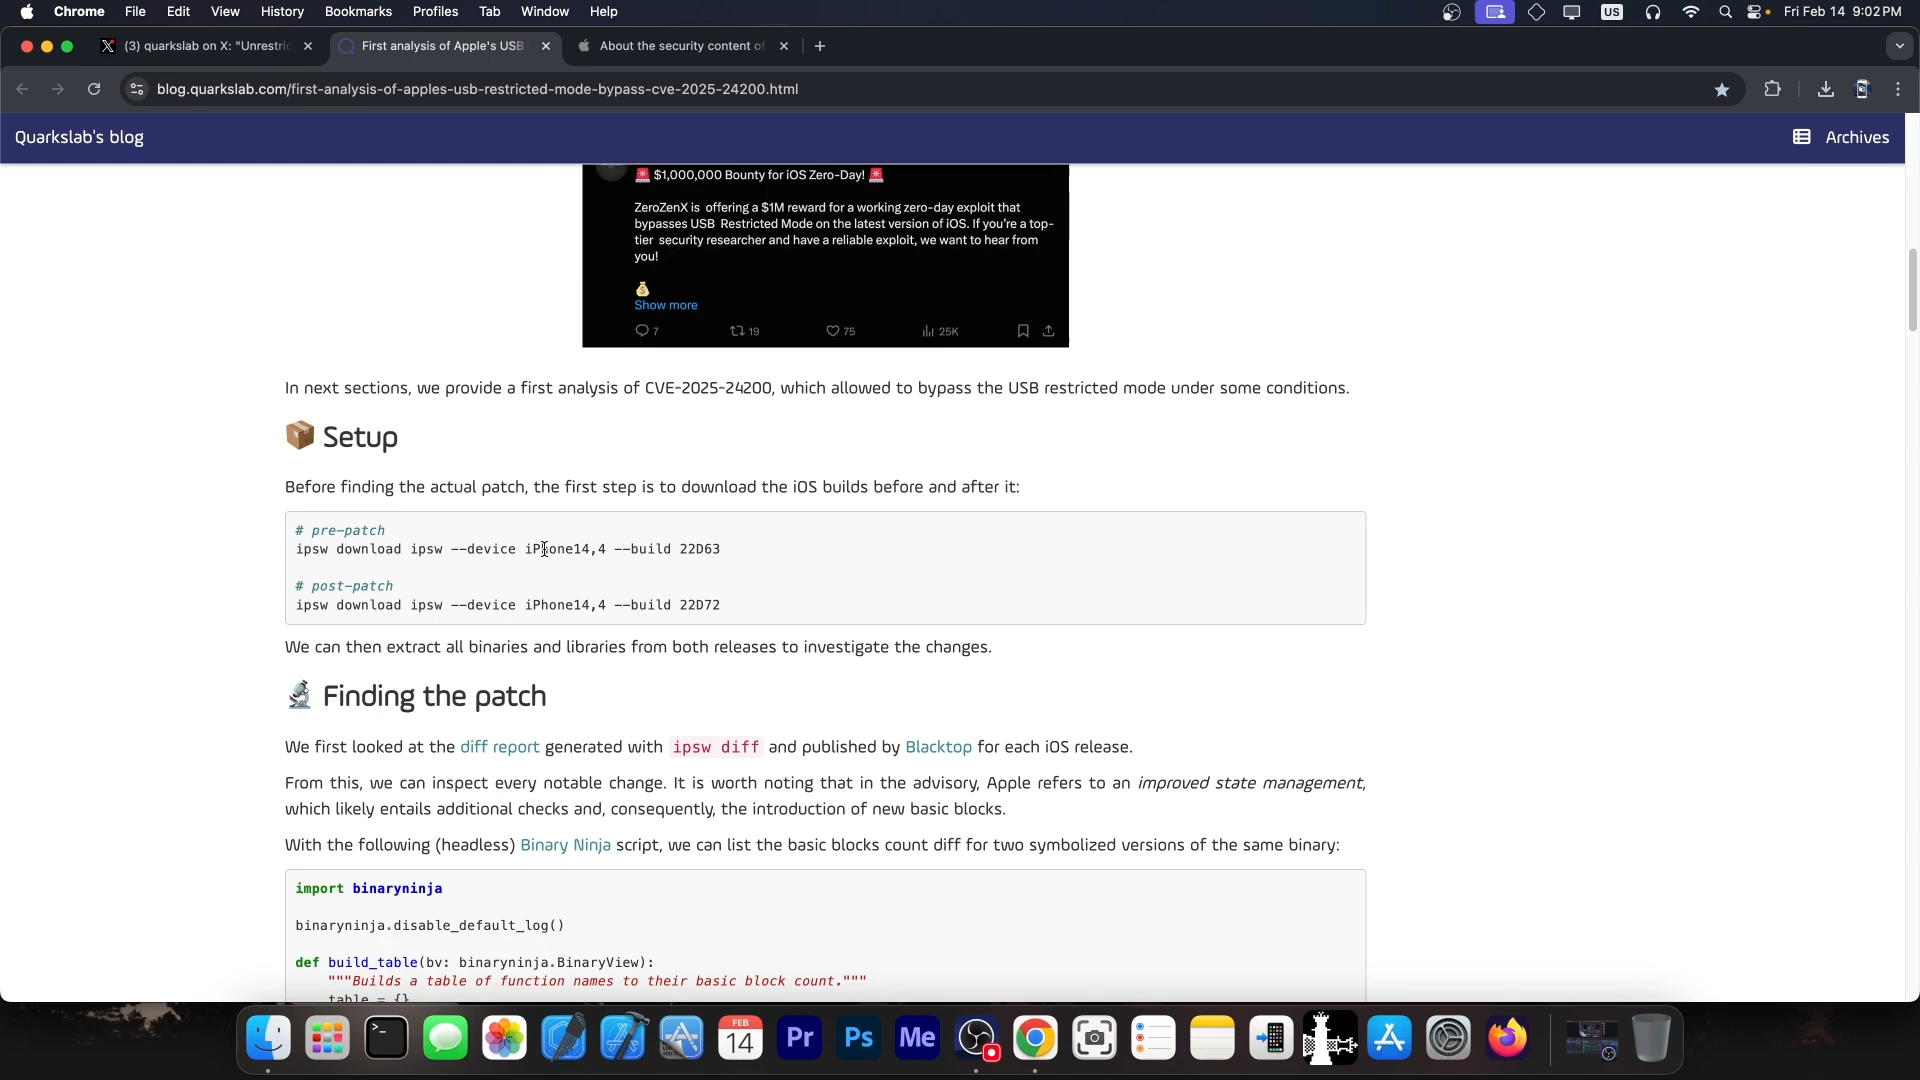 Chrome File Edit View History Bookmarks Profiles Tab Window Help US Fri Feb 14 9:02 PM
(3) quarkslab on X: "Unrestric First analysis of Apple's USB About the security content of
blog.quarkslab.com/first-analysis-of-apples-usb-restricted-mode-bypass-cve-2025-24200.html
Quarkslab's blog Archives
🚨 $1,000,000 Bounty for iOS Zero-Day! 🚨
ZeroZenX is offering a $1M reward for a working zero-day exploit that
bypasses USB Restricted Mode on the latest version of iOS. If you're a top-
tier security researcher and have a reliable exploit, we want to hear from
you!
💰
Show more
7 19 75 25K
In next sections, we provide a first analysis of CVE-2025-24200, which allowed to bypass the USB restricted mode under some conditions.
📦 Setup
Before finding the actual patch, the first step is to download the iOS builds before and after it:
# pre-patch
ipsw download ipsw --device iPhone14,4 --build 22D63
# post-patch
ipsw download ipsw --device iPhone14,4 --build 22D72
We can then extract all binaries and libraries from both releases to investigate the changes.
🔬 Finding the patch
We first looked at the diff report generated with ipsw diff and published by Blacktop for each iOS release.
From this, we can inspect every notable change. It is worth noting that in the advisory, Apple refers to an improved state management,
which likely entails additional checks and, consequently, the introduction of new basic blocks.
With the following (headless) Binary Ninja script, we can list the basic blocks count diff for two symbolized versions of the same binary:
import binaryninja
binaryninja.disable_default_log()
def build_table(bv: binaryninja.BinaryView):
"""Builds a table of function names to their basic block count."""
table = {}
FEB
14 Pr Ps Me